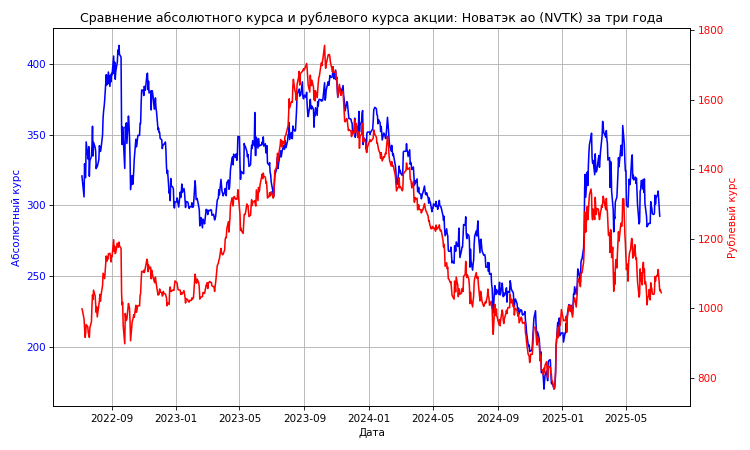 Сравнение абсолютного курса и рублевого курса акции: Новатэк ао (NVTK) за три года
1800
400
1600
350
1400
Абсолютный курс
300
Рублевый курс
1200
250
1000
200
800
2022-09 2023-01 2023-05 2023-09 2024-01 2024-05 2024-09 2025-01 2025-05
Дата